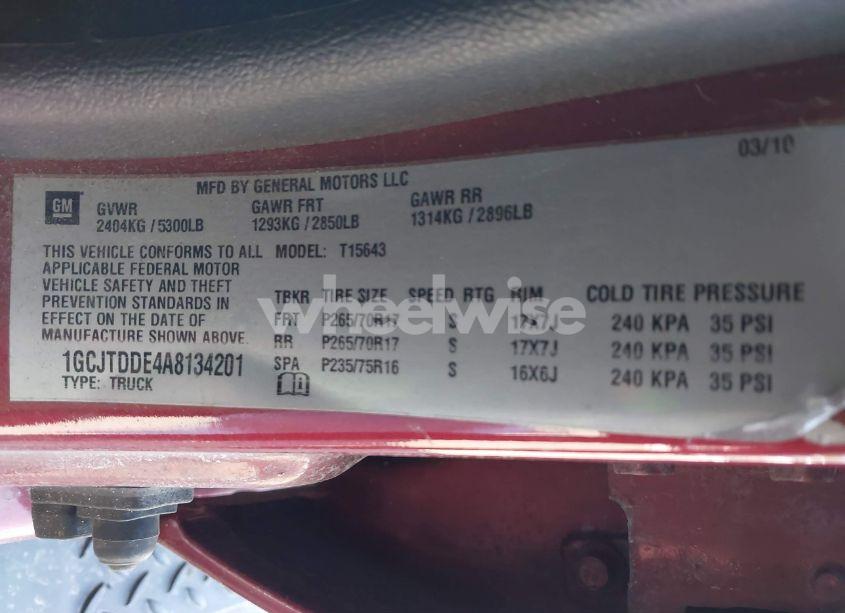 03/10
MFD BY GENERAL MOTORS LLC
GM
GVWR GAWR FRT GAWR RR
2404KG / 5300LB 1293KG / 2850LB 1314KG / 2896LB
THIS VEHICLE CONFORMS TO ALL MODEL: T15643
APPLICABLE FEDERAL MOTOR
VEHICLE SAFETY AND THEFT
PREVENTION STANDARDS IN
EFFECT ON THE DATE OF
MANUFACTURE SHOWN ABOVE.
1GCJTDDE4A8134201
TYPE: TRUCK
TBKR TIRE SIZE SPEED RTG RIM COLD TIRE PRESSURE
FRT P265/70R17 S 17X7J 240 KPA 35 PSI
RR P265/70R17 S 17X7J 240 KPA 35 PSI
SPA P235/75R16 S 16X6J 240 KPA 35 PSI
wheelwise